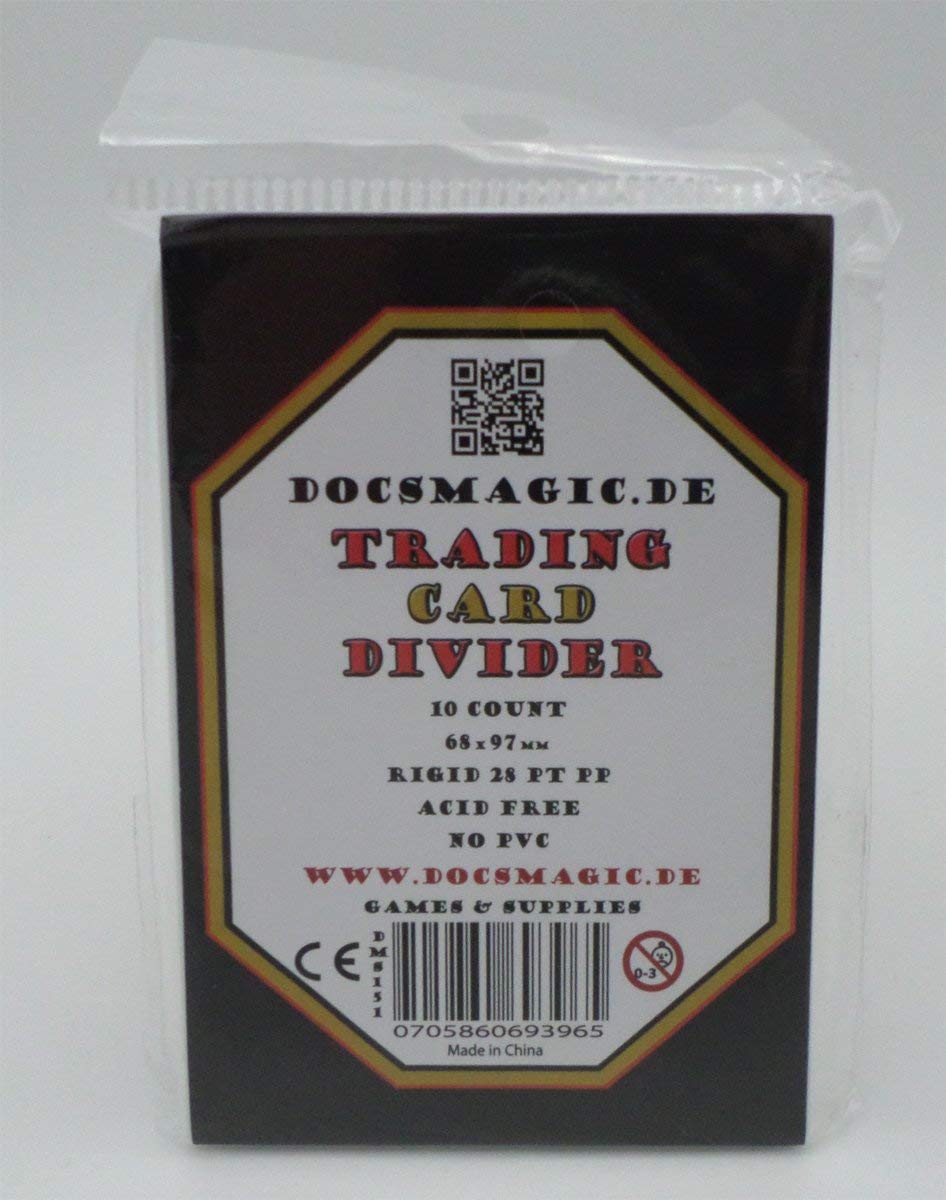 DOCSMAGIC.DE
TRADING
CARD
DIVIDER
10 COUNT
68 x 97 MM
RIGID 28 PT PP
ACID FREE
NO PVC
WWW.DOCSMAGIC.DE
GAMES & SUPPLIES
CE
DMS151
0-3
0705860693965
Made in China